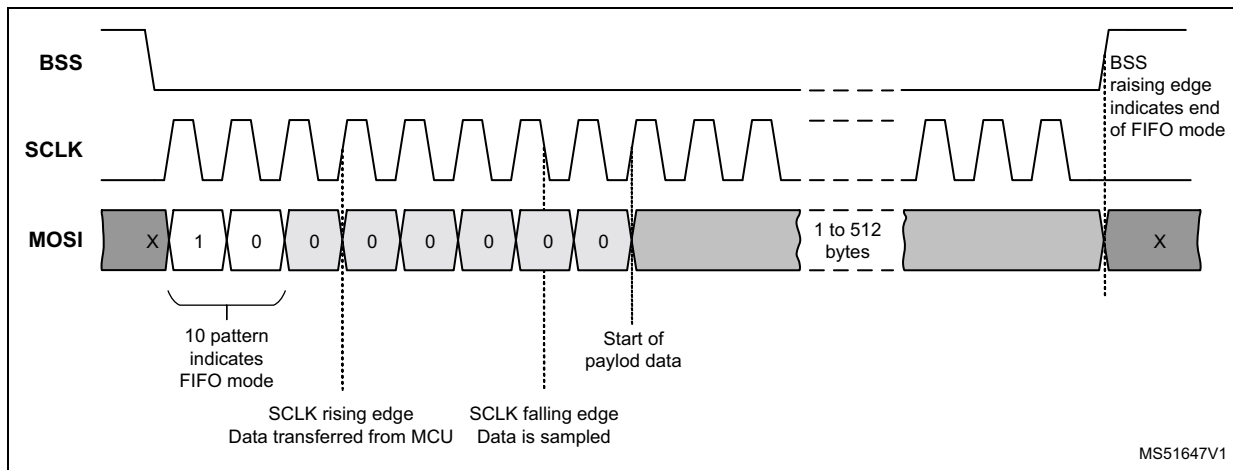 BSS
BSS
raising edge
indicates end
of FIFO mode
SCLK
MOSI
X
1
0
0
0
0
0
0
0
1 to 512
bytes
X
10 pattern
indicates
FIFO mode
Start of
paylod data
SCLK rising edge
Data transferred from MCU
SCLK falling edge
Data is sampled
MS51647V1